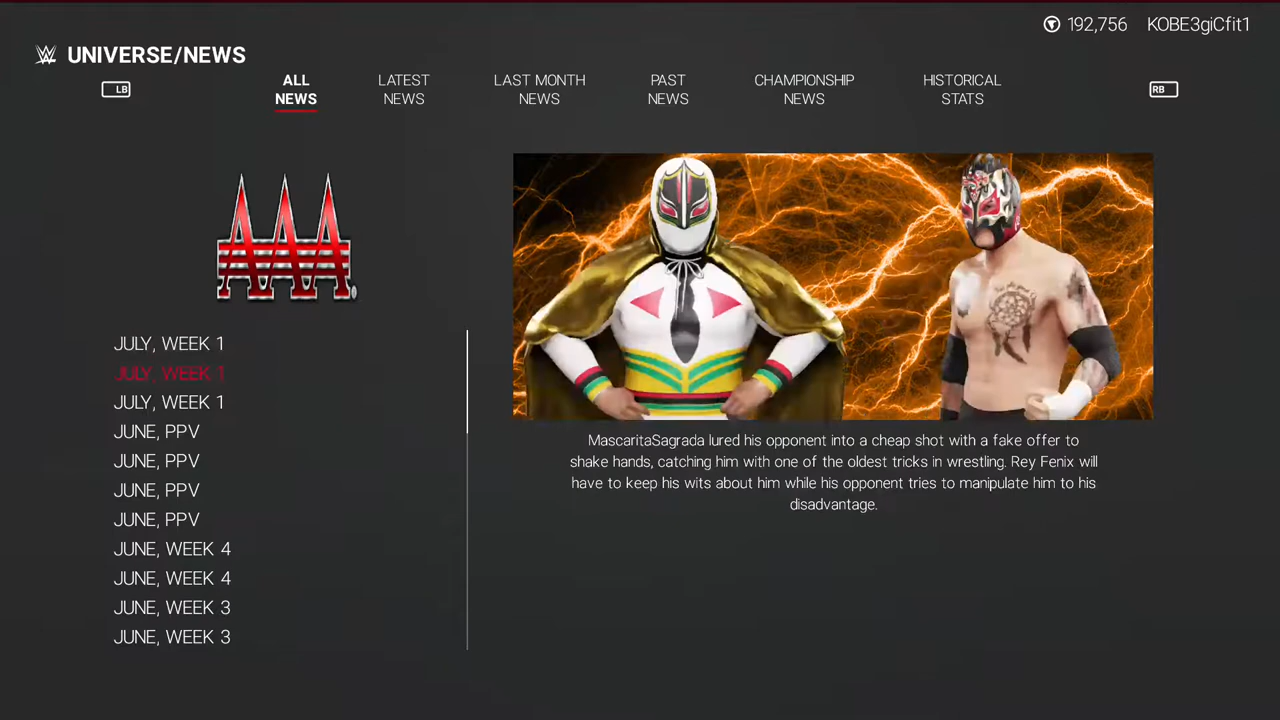 192,756 KOBE3giCfit1
UNIVERSE/NEWS
LB
ALL
NEWS
LATEST
NEWS
LAST MONTH
NEWS
PAST
NEWS
CHAMPIONSHIP
NEWS
HISTORICAL
STATS
RB
AAA
JULY, WEEK 1
JULY, WEEK 1
JULY, WEEK 1
JUNE, PPV
JUNE, PPV
JUNE, PPV
JUNE, PPV
JUNE, WEEK 4
JUNE, WEEK 4
JUNE, WEEK 3
JUNE, WEEK 3
MascaritaSagrada lured his opponent into a cheap shot with a fake offer to
shake hands, catching him with one of the oldest tricks in wrestling. Rey Fenix will
have to keep his wits about him while his opponent tries to manipulate him to his
disadvantage.